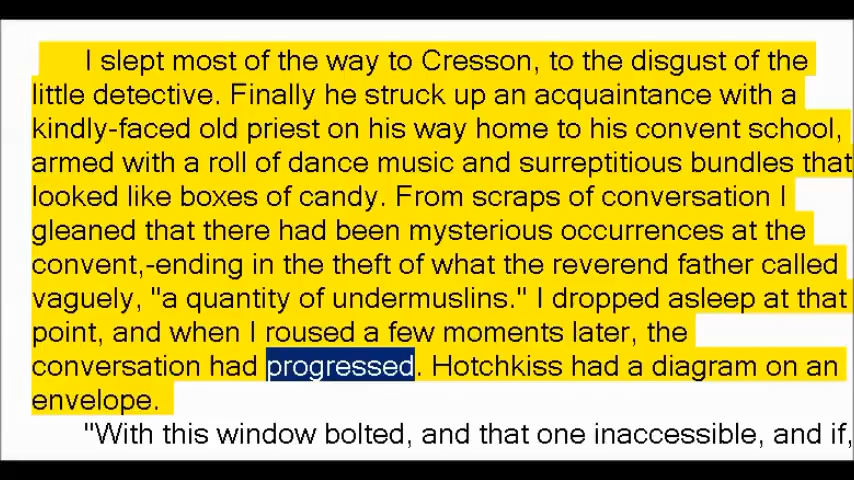 I slept most of the way to Cresson, to the disgust of the
little detective. Finally he struck up an acquaintance with a
kindly-faced old priest on his way home to his convent school,
armed with a roll of dance music and surreptitious bundles that
looked like boxes of candy. From scraps of conversation I
gleaned that there had been mysterious occurrences at the
convent,-ending in the theft of what the reverend father called
vaguely, "a quantity of undermuslins." I dropped asleep at that
point, and when I roused a few moments later, the
conversation had progressed. Hotchkiss had a diagram on an
envelope.
"With this window bolted, and that one inaccessible, and if,